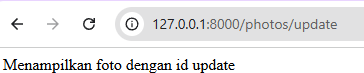 127.0.0.1:8000/photos/update
Menampilkan foto dengan id update